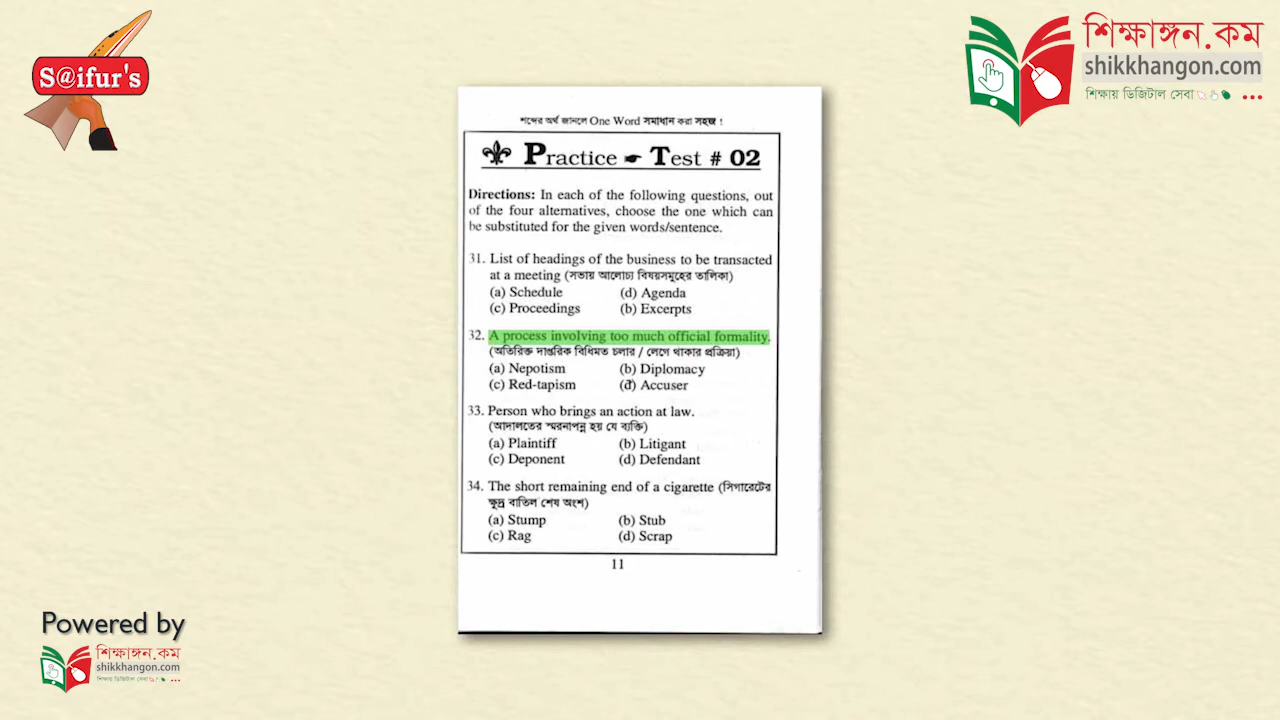 S@ifur's
শিক্ষাঙ্গন.কম
shikkhangon.com
শিক্ষায় ডিজিটাল সেবা
শব্দের অর্থ জানলে One Word সমাধান করা সহজ !
Practice Test # 02
Directions: In each of the following questions, out
of the four alternatives, choose the one which can
be substituted for the given words/sentence.
31. List of headings of the business to be transacted
at a meeting (সভায় আলোচ্য বিষয়সমুহের তালিকা)
(a) Schedule (d) Agenda
(c) Proceedings (b) Excerpts
32. A process involving too much official formality.
(অতিরিক্ত দাপ্তরিক বিধিমত চলার / লেগে থাকার প্রক্রিয়া)
(a) Nepotism (b) Diplomacy
(c) Red-tapism (d) Accuser
33. Person who brings an action at law.
(আদালতের স্মরনাপন্ন হয় যে ব্যক্তি)
(a) Plaintiff (b) Litigant
(c) Deponent (d) Defendant
34. The short remaining end of a cigarette (সিগারেটের
ক্ষুদ্র বাতিল শেষ অংশ)
(a) Stump (b) Stub
(c) Rag (d) Scrap
11
Powered by
শিক্ষাঙ্গন.কম
shikkhangon.com
শিক্ষায় ডিজিটাল সেবা